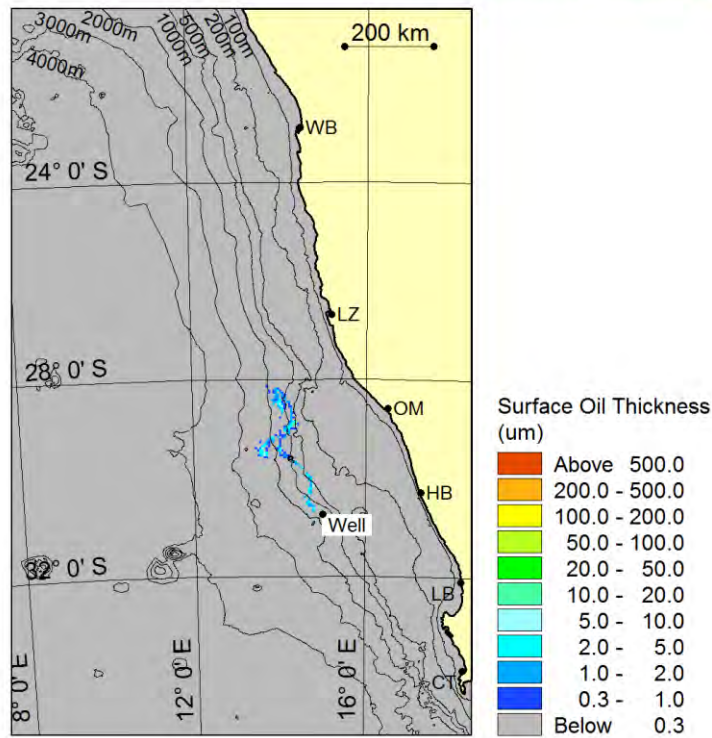 3000m
2000m
1000m
500m
200m
100m
4000m
200 km
WB
24° 0' S
LZ
28° 0' S
OM
HB
Well
32° 0' S
LB
CT
8° 0' E
12° 0' E
16° 0' E
Surface Oil Thickness
(um)
Above 500.0
200.0 - 500.0
100.0 - 200.0
50.0 - 100.0
20.0 - 50.0
10.0 - 20.0
5.0 - 10.0
2.0 - 5.0
1.0 - 2.0
0.3 - 1.0
Below 0.3